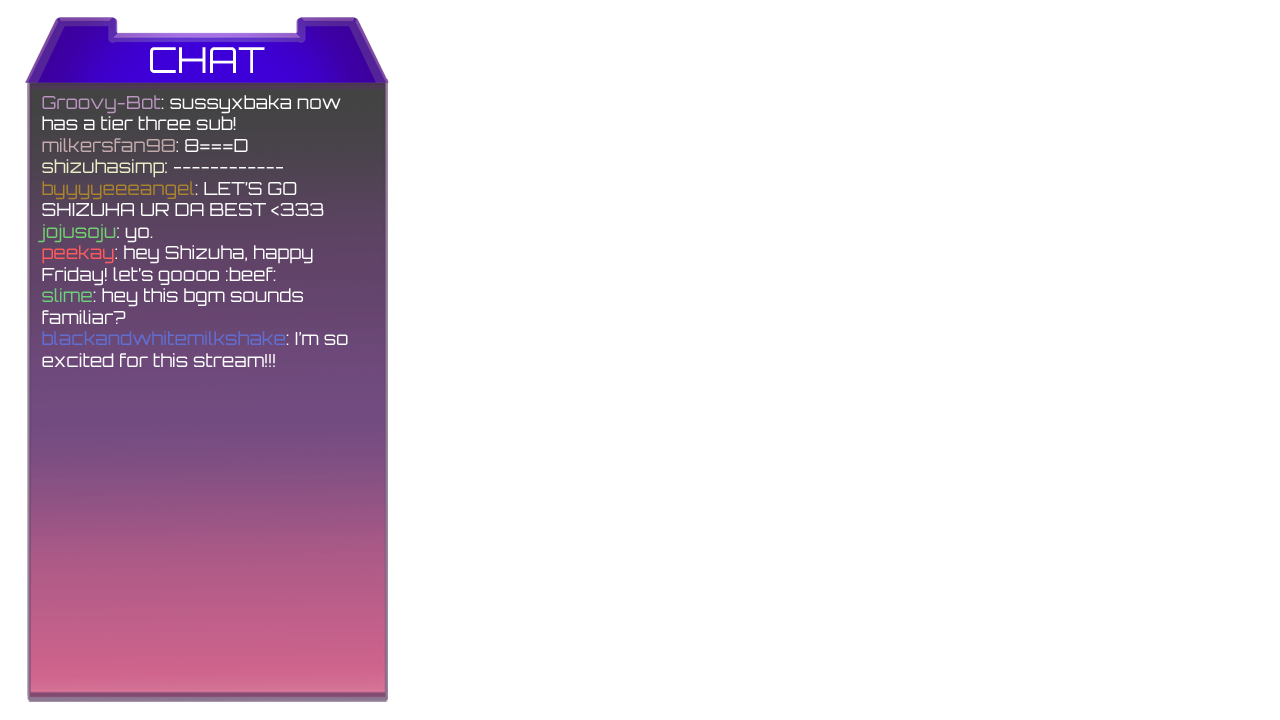 CHAT
Groovy-Bot: sussyxbaka now
has a tier three sub!
milkersfan98: 8===D
shizuhasimp: ------------
byyyyeeeangel: LET'S GO
SHIZUHA UR DA BEST <333
jojusoju: yo.
peekay: hey Shizuha, happy
Friday! let's goooo :beef:
slime: hey this bgm sounds
familiar?
blackandwhitemilkshake: I'm so
excited for this stream!!!